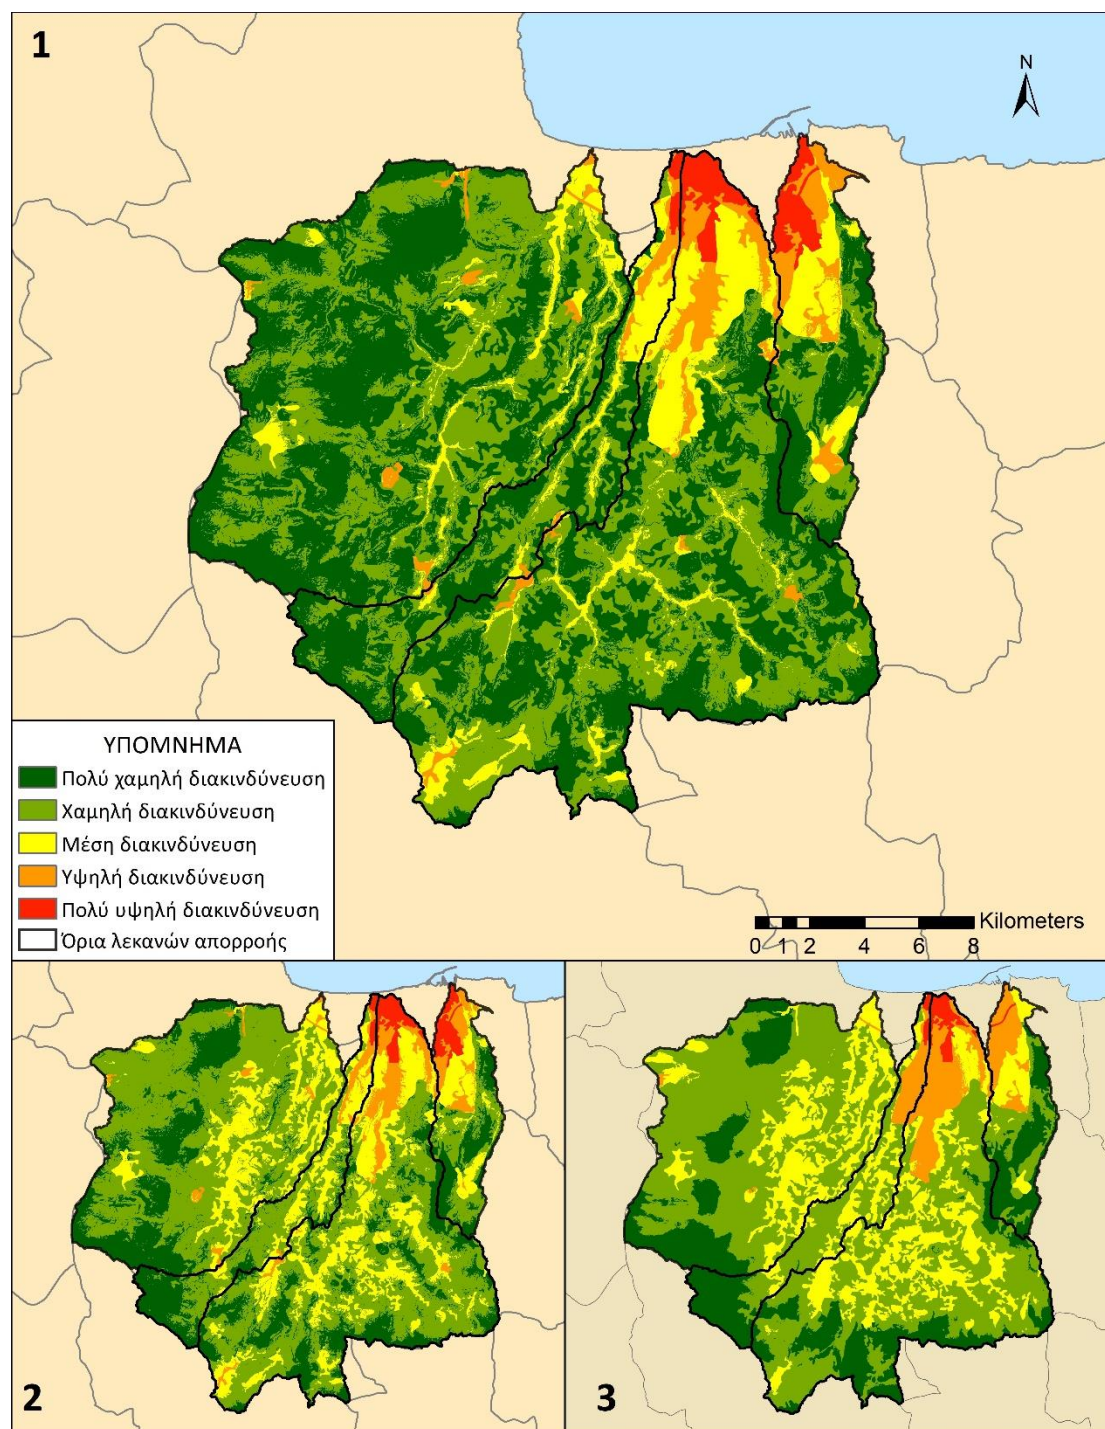 1
N
ΥΠΟΜΝΗΜΑ
Πολύ χαμηλή διακινδύνευση
Χαμηλή διακινδύνευση
Μέση διακινδύνευση
Υψηλή διακινδύνευση
Πολύ υψηλή διακινδύνευση
Όρια λεκανών απορροής
Kilometers
0 1 2 4 6 8
2
3